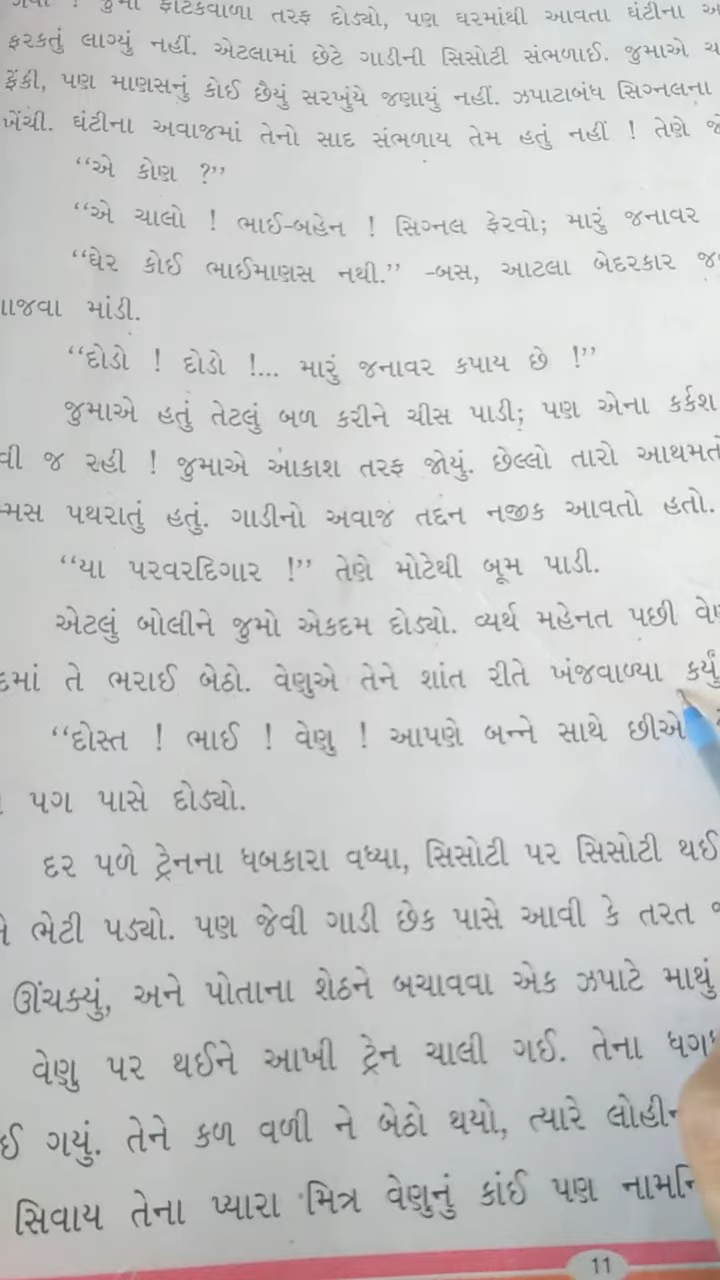 ફાટકવાળા તરફ દોડ્યો, પણ ઘરમાંથી આવતા ઘંટીના
ફરકતું લાગ્યું નહીં. એટલામાં છેટે ગાડીની સિસોટી સંભળાઈ. જુમાએ
ફેંકી, પણ માણસનું કોઈ છૈયું સરખુંયે જણાયું નહીં. ઝપાટાબંધ સિગ્નલના
ખેંચી. ઘંટીના અવાજમાં તેનો સાદ સંભળાય તેમ હતું નહીં ! તેણે
“એ કોણ ?”
“એ ચાલો ! ભાઈ-બહેન ! સિગ્નલ ફેરવો; મારું જનાવર
“ઘેર કોઈ ભાઈમાણસ નથી.” –બસ, આટલા બેદરકાર
માંડી.
“દોડો ! દોડો !... મારું જનાવર કપાય છે !”
જુમાએ હતું તેટલું બળ કરીને ચીસ પાડી; પણ એના કર્કશ
વી જ રહી ! જુમાએ આકાશ તરફ જોયું. છેલ્લો તારો આથમતો
પથરાતું હતું. ગાડીનો અવાજ તદ્દન નજીક આવતો હતો.
“યા પરવરદિગાર !” તેણે મોટેથી બૂમ પાડી.
એટલું બોલીને જુમો એકદમ દોડ્યો. વ્યર્થ મહેનત પછી
તે ભરાઈ બેઠો. વેણુએ તેને શાંત રીતે ખંજવાળ્યા કર્યું
“દોસ્ત ! ભાઈ ! વેણુ ! આપણે બન્ને સાથે છીએ
પગ પાસે દોડ્યો.
દર પળે ટ્રેનના ધબકારા વધ્યા, સિસોટી પર સિસોટી થઈ
ભેટી પડ્યો. પણ જેવી ગાડી છેક પાસે આવી કે તરત
ઊંચક્યું, અને પોતાના શેઠને બચાવવા એક ઝપાટે માથું
વેણુ પર થઈને આખી ટ્રેન ચાલી ગઈ. તેના
ગયું. તેને કળ વળી ને બેઠો થયો, ત્યારે
સિવાય તેના પ્યારા મિત્ર વેણુનું કાંઈ પણ
11